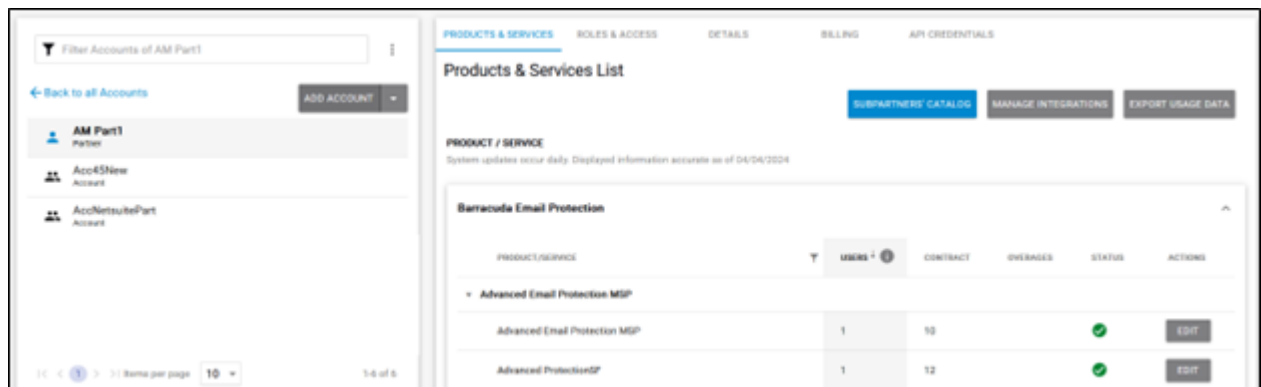 Filter Accounts of AM Part1
Back to all Accounts
ADD ACCOUNT
AM Part1
Partner
Acc45New
Account
AccNetsuitePart
Account
1
Items per page
10
1-6 of 6
PRODUCTS & SERVICES ROLES & ACCESS DETAILS BILLING API CREDENTIALS
Products & Services List
SUBPARTNERS' CATALOG MANAGE INTEGRATIONS EXPORT USAGE DATA
PRODUCT / SERVICE
System updates occur daily. Displayed information accurate as of 04/04/2024
Barracuda Email Protection
PRODUCT/SERVICE USERS CONTRACT OVERAGES STATUS ACTIONS
Advanced Email Protection MSP
Advanced Email Protection MSP 1 10 EDIT
Advanced ProtectionSF 1 12 EDIT